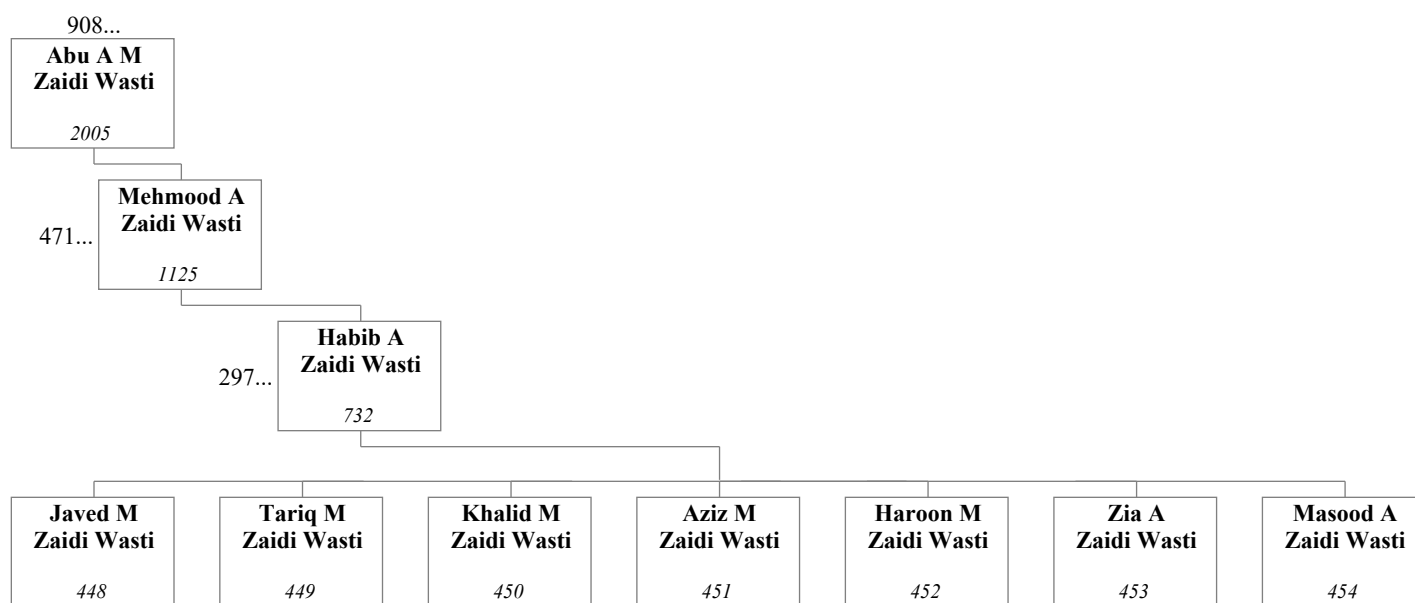 908...
Abu A M
Zaidi Wasti
2005
Mehmood A
Zaidi Wasti
471...
1125
Habib A
Zaidi Wasti
297...
732
Javed M
Zaidi Wasti
448
Tariq M
Zaidi Wasti
449
Khalid M
Zaidi Wasti
450
Aziz M
Zaidi Wasti
451
Haroon M
Zaidi Wasti
452
Zia A
Zaidi Wasti
453
Masood A
Zaidi Wasti
454